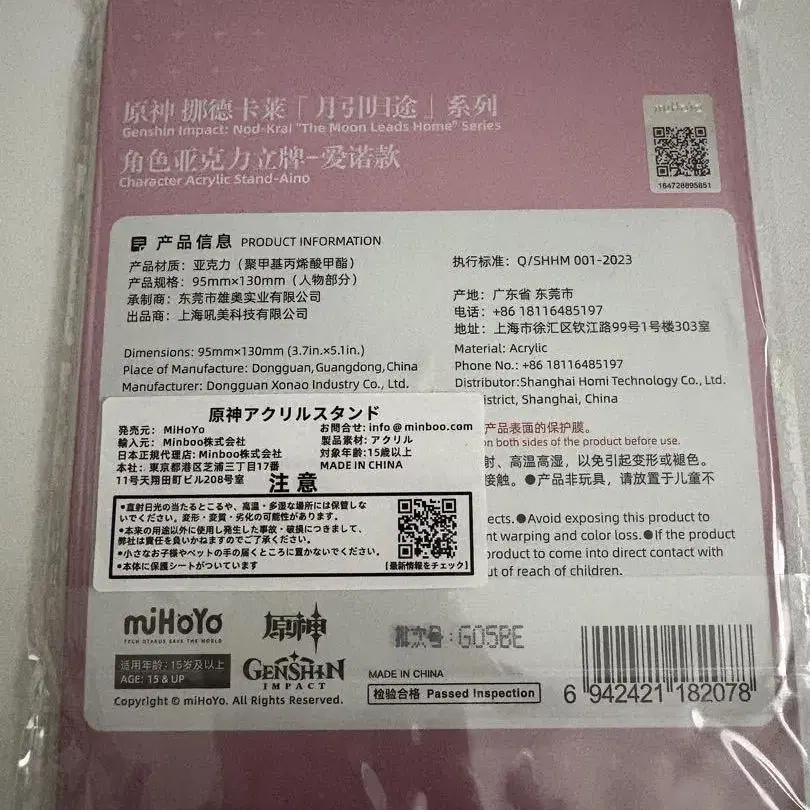 原神 挪德卡莱「月引归途」系列
Genshin Impact: Nod-Krai "The Moon Leads Home" Series
角色亚克力立牌-爱诺款
Character Acrylic Stand-Aino
miHoYo
164728895851
产品信息 PRODUCT INFORMATION
产品材质：亚克力（聚甲基丙烯酸甲酯）
产品规格：95mm×130mm（人物部分）
承制商：东莞市雄奥实业有限公司
出品商：上海吼美科技有限公司
执行标准：Q/SHHM 001-2023
产地：广东省 东莞市
电话：+86 18116485197
地址：上海市徐汇区钦江路99号1号楼303室
Dimensions: 95mm×130mm (3.7in.×5.1in.)
Place of Manufacture: Dongguan,Guangdong,China
Manufacturer: Dongguan Xonao Industry Co., Ltd.
Material: Acrylic
Phone No.: +86 18116485197
Distributor:Shanghai Homi Technology Co., Ltd.
District, Shanghai, China
产品表面的保护膜。
on both sides of the product before use.
射、高温高湿，以免引起变形或褪色。
接触。●产品非玩具，请放置于儿童不
ects.●Avoid exposing this product to
nt warping and color loss.●If the product
product to come into direct contact with
ut of reach of children.
原神アクリルスタンド
発売元： MiHoYo
輸入元： Minboo株式会社
日本正規代理店: Minboo株式会社
本社： 東京都港区芝浦三丁目17番
11号天翔田町ビル208号室
お問合せ: info @ minboo.com
製品素材: アクリル
対象年齢:15歳以上
MADE IN CHINA
注意
●直射日光の当たるところや、高温・多湿な場所には保管しな
いでください。変形・変質・劣化の可能性があります。
●本来の用途以外に使用し発生した事故・破損につきまして、
弊社は責任を負いかねますのでご了承ください。
●小さなお子様やペットの手の届くところに置かないでください。
●本体に保護シートがついています
【最新情報をチェック】
miHoYo
TECH OTAKUS SAVE THE WORLD
原神
GENSHIN
IMPACT
适用年龄：15岁及以上
AGE: 15 & UP
Copyright © miHoYo. All Rights Reserved.
批次号：G05BE
MADE IN CHINA
检验合格 Passed Inspection
6 942421 182078